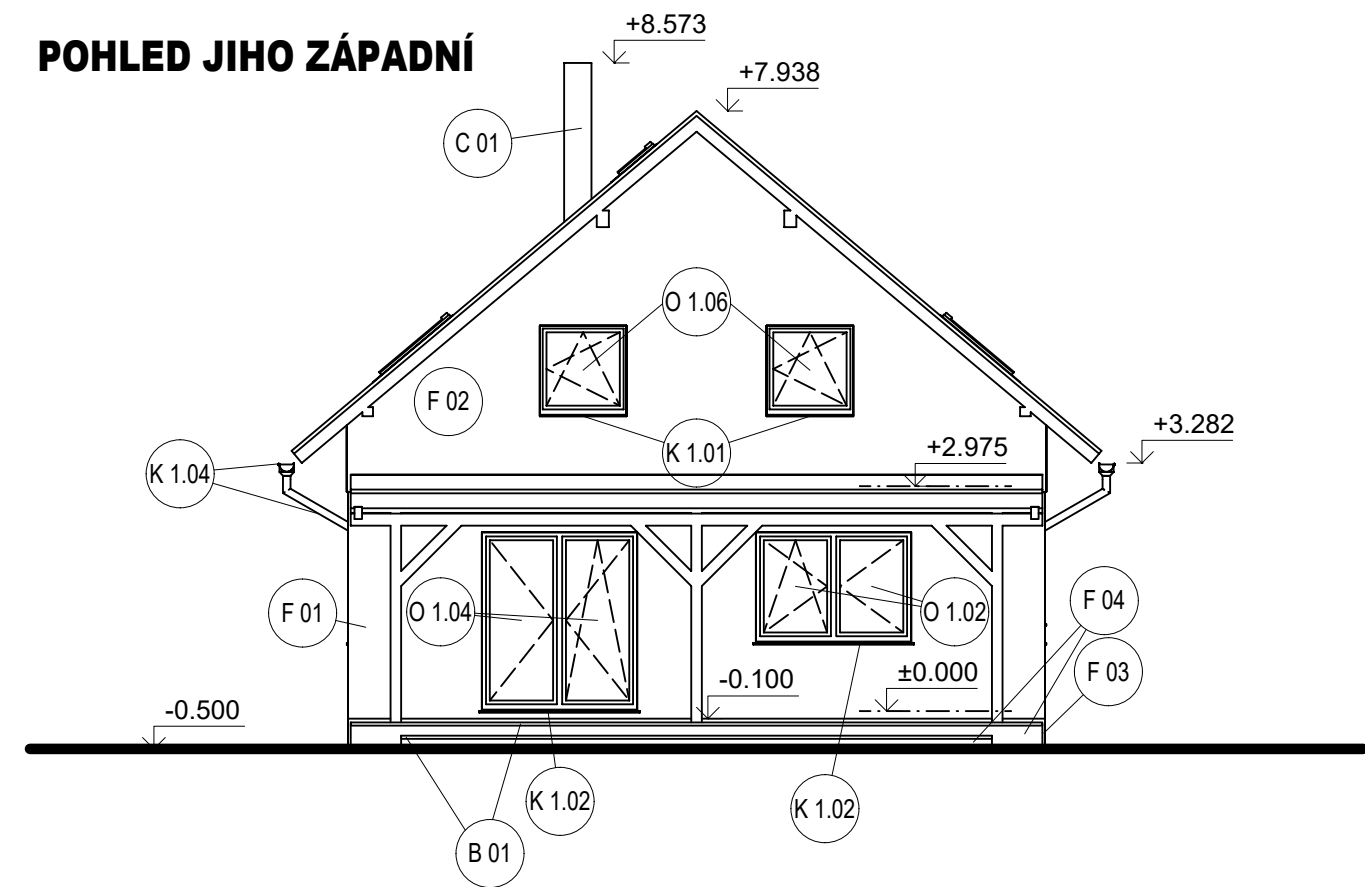 +8.573
POHLED JIHO ZÁPADNÍ
+7.938
C 01
O 1.06
F 02
+3.282
K 1.01
+2.975
K 1.04
F 01
O 1.04
O 1.02
F 04
F 03
-0.100
±0.000
-0.500
K 1.02
K 1.02
B 01